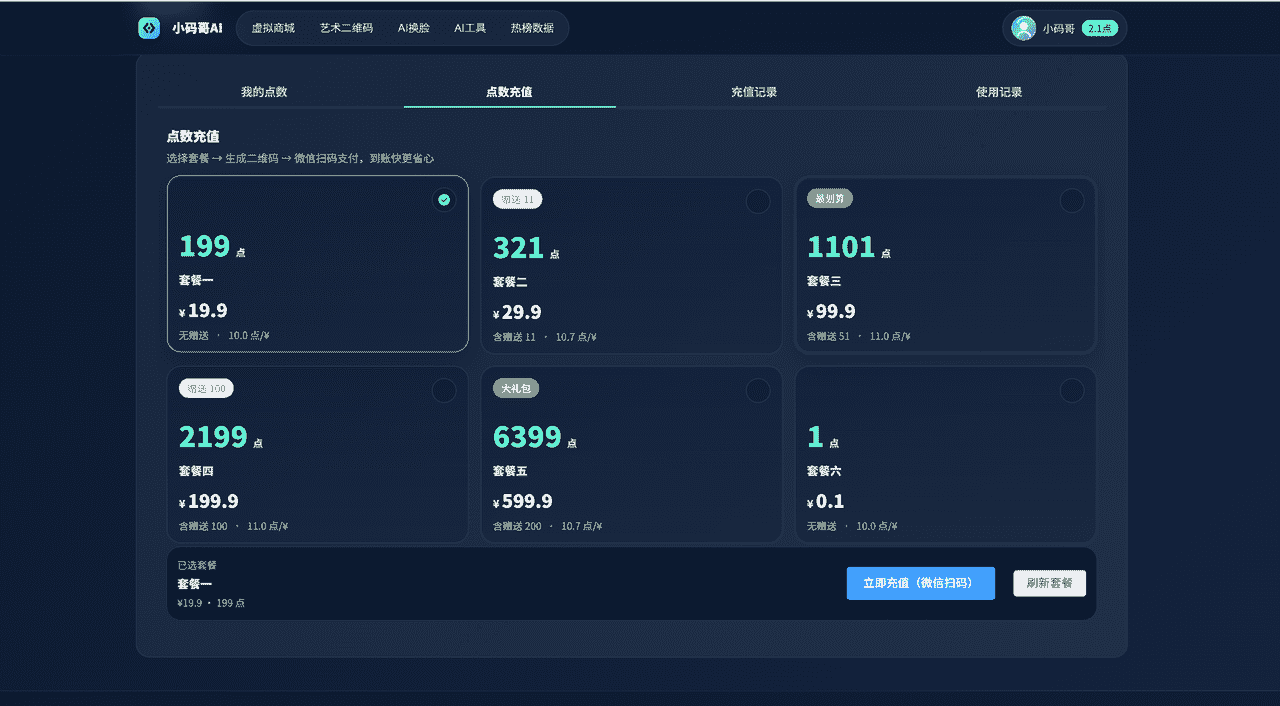 小码哥AI
虚拟商城 艺术二维码 AI换脸 AI工具 热榜数据
小码哥 2.1点
我的点数 点数充值 充值记录 使用记录
点数充值
选择套餐 → 生成二维码 → 微信扫码支付，到账快更省心
199 点
套餐一
¥ 19.9
无赠送 · 10.0 点/¥
赠送 11
321 点
套餐二
¥ 29.9
含赠送 11 · 10.7 点/¥
最划算
1101 点
套餐三
¥ 99.9
含赠送 51 · 11.0 点/¥
赠送 100
2199 点
套餐四
¥ 199.9
含赠送 100 · 11.0 点/¥
大礼包
6399 点
套餐五
¥ 599.9
含赠送 200 · 10.7 点/¥
1 点
套餐六
¥ 0.1
无赠送 · 10.0 点/¥
已选套餐
套餐一
¥19.9 • 199 点
立即充值（微信扫码）
刷新套餐